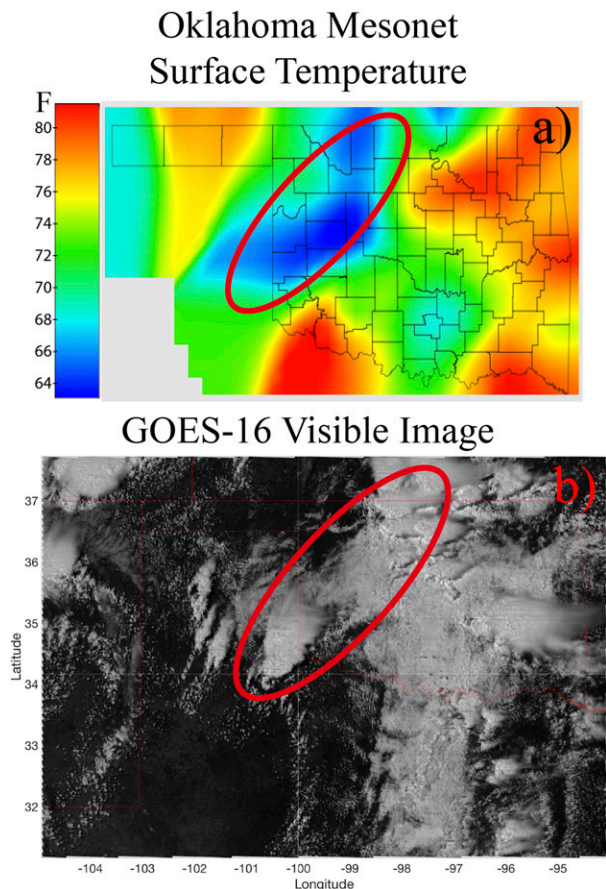 Oklahoma Mesonet
Surface Temperature
F
a)
80
78
76
74
72
70
68
66
64
GOES-16 Visible Image
b)
37
36
35
34
33
32
Latitude
-104 -103 -102 -101 -100 -99 -98 -97 -96 -95
Longitude